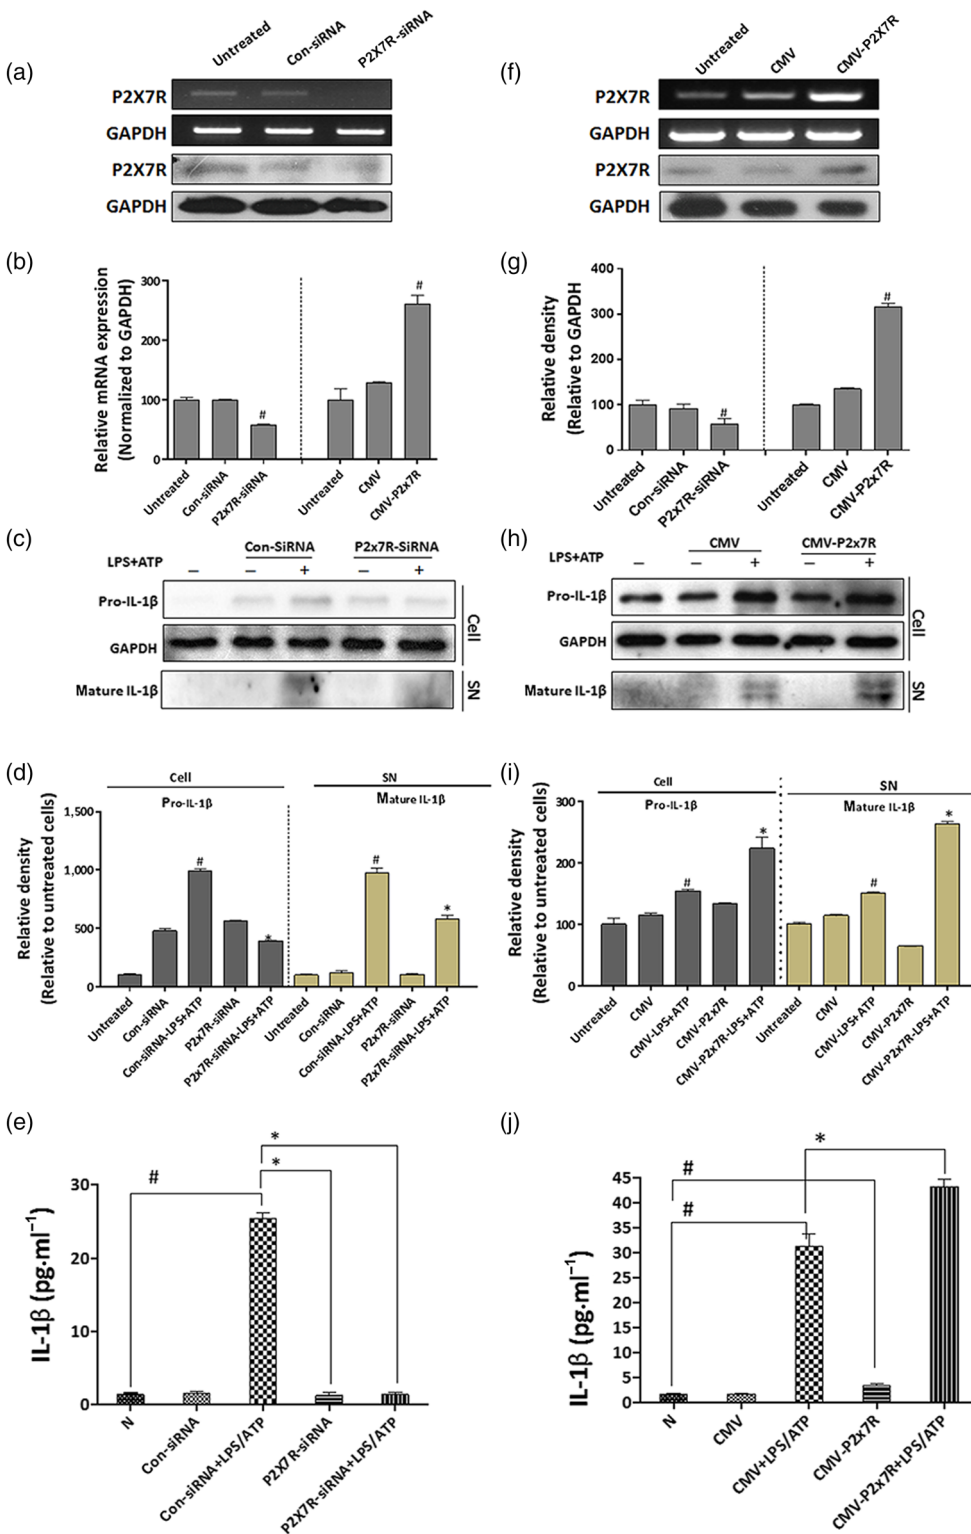 (a)
Untreated
Con-siRNA
P2X7R-siRNA
P2X7R
GAPDH
P2X7R
GAPDH
(f)
Untreated
CMV
CMV-P2X7R
P2X7R
GAPDH
P2X7R
GAPDH
(b)
Relative mRNA expression
(Normalized to GAPDH)
300
200
100
0
#
#
Untreated
Con-siRNA
P2x7R-siRNA
Untreated
CMV
CMV-P2x7R
(g)
Relative density
(Relative to GAPDH)
400
300
200
100
0
#
#
Untreated
Con-siRNA
P2x7R-siRNA
Untreated
CMV
CMV-P2x7R
(c)
Con-SiRNA P2x7R-SiRNA
LPS+ATP − − + − +
Pro-IL-1β
GAPDH
Mature IL-1β
Cell
SN
(h)
CMV CMV-P2x7R
LPS+ATP − − + − +
Pro-IL-1β
GAPDH
Mature IL-1β
Cell
SN
(d)
Cell SN
Pro-IL-1β Mature IL-1β
Relative density
(Relative to untreated cells)
1,500
1,000
500
0
#
*
#
*
Untreated
Con-siRNA
Con-siRNA-LPS+ATP
P2x7R-siRNA
P2x7R-siRNA-LPS+ATP
Untreated
Con-siRNA
Con-siRNA-LPS+ATP
P2x7R-siRNA
P2x7R-siRNA-LPS+ATP
(i)
Cell SN
Pro-IL-1β Mature IL-1β
Relative density
(Relative to untreated cells)
300
200
100
0
#
*
#
*
Untreated
CMV
CMV-LPS+ATP
CMV-P2x7R
CMV-P2x7R-LPS+ATP
Untreated
CMV
CMV-LPS+ATP
CMV-P2x7R
CMV-P2x7R-LPS+ATP
(e)
IL-1β (pg·ml⁻¹)
30
20
10
0
#
*
*
N
Con-siRNA
Con-siRNA+LPS/ATP
P2X7R-siRNA
P2X7R-siRNA+LPS/ATP
(j)
IL-1β (pg·ml⁻¹)
45
40
35
30
25
20
15
10
5
0
#
#
*
N
CMV
CMV+LPS/ATP
CMV-P2x7R
CMV-P2x7R+LPS/ATP